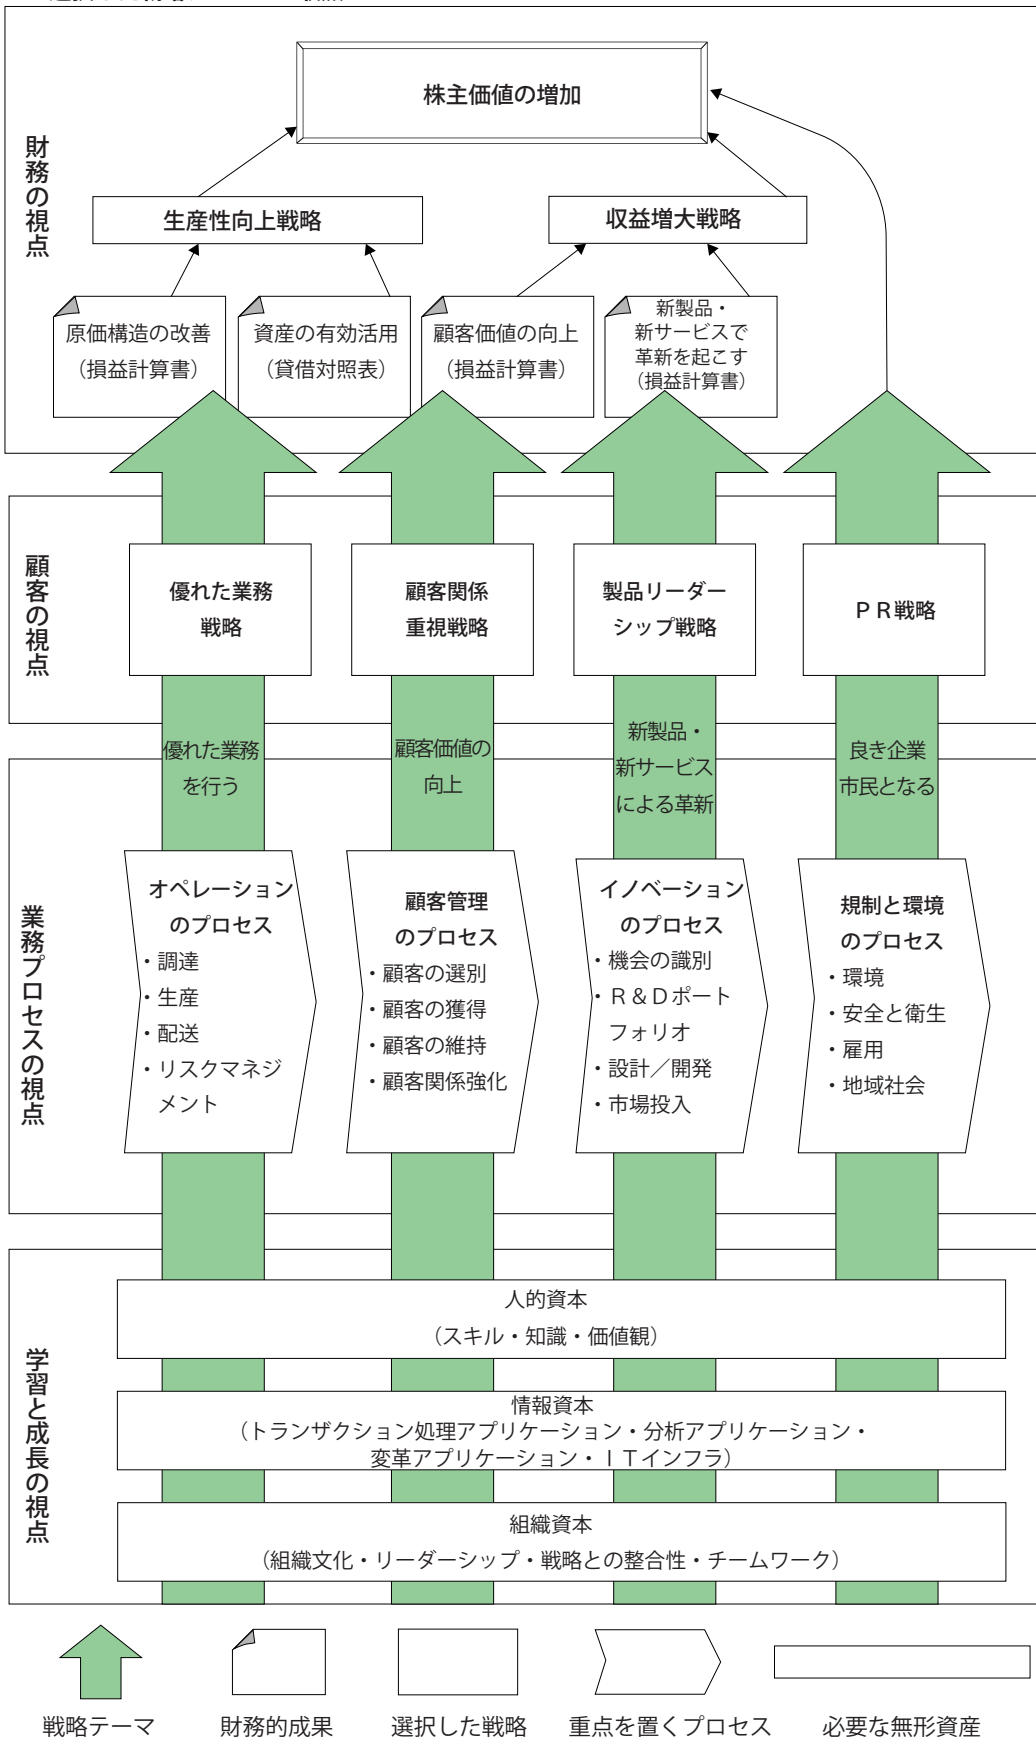 財務の視点
株主価値の増加
生産性向上戦略
収益増大戦略
原価構造の改善
（損益計算書）
資産の有効活用
（貸借対照表）
顧客価値の向上
（損益計算書）
新製品・
新サービスで
革新を起こす
（損益計算書）
顧客の視点
優れた業務
戦略
顧客関係
重視戦略
製品リーダー
シップ戦略
ＰＲ戦略
優れた業務
を行う
顧客価値の
向上
新製品・
新サービス
による革新
良き企業
市民となる
業務プロセスの視点
オペレーション
のプロセス
・調達
・生産
・配送
・リスクマネジ
メント
顧客管理
のプロセス
・顧客の選別
・顧客の獲得
・顧客の維持
・顧客関係強化
イノベーション
のプロセス
・機会の識別
・Ｒ＆Ｄポート
フォリオ
・設計／開発
・市場投入
規制と環境
のプロセス
・環境
・安全と衛生
・雇用
・地域社会
学習と成長の視点
人的資本
（スキル・知識・価値観）
情報資本
（トランザクション処理アプリケーション・分析アプリケーション・
変革アプリケーション・ＩＴインフラ）
組織資本
（組織文化・リーダーシップ・戦略との整合性・チームワーク）
戦略テーマ
財務的成果
選択した戦略
重点を置くプロセス
必要な無形資産